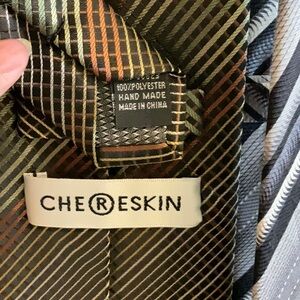 100% POLYESTER
HAND MADE
MADE IN CHINA
CHE®ESKIN